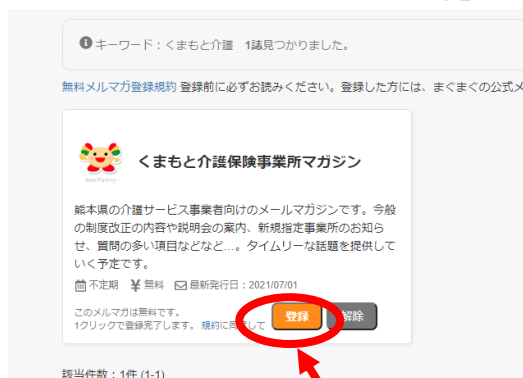 キーワード：くまもと介護 1誌見つかりました。
無料メルマガ登録規約 登録前に必ずお読みください。登録した方には、まぐまぐの公式メ
くまもと介護保険事業所マガジン
熊本県の介護サービス事業者向けのメールマガジンです。今般
の制度改正の内容や説明会の案内、新規指定事業所のお知ら
せ、質問の多い項目などなど…。タイムリーな話題を提供して
いく予定です。
不定期 ¥ 無料 最新発行日：2021/07/01
このメルマガは無料です。
1クリックで登録完了します。 規約に同意して 登録 解除
該当件数：1件 (1-1)